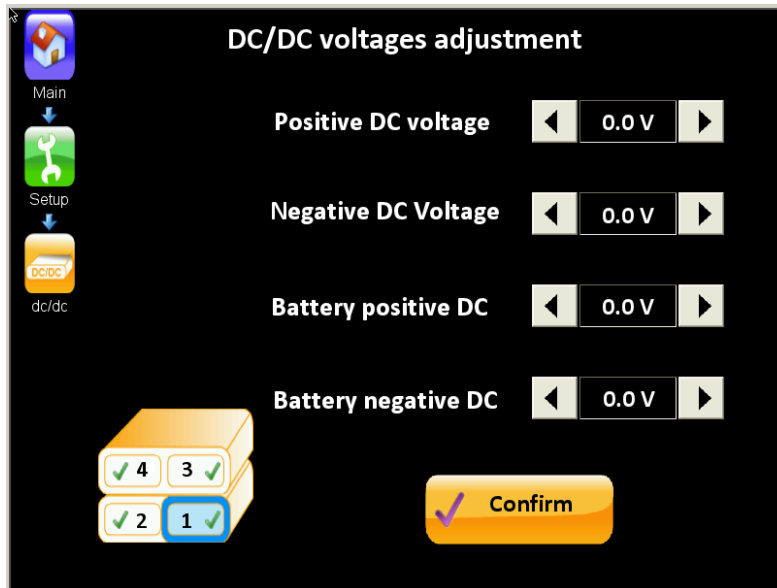 DC/DC voltages adjustment
Main
Setup
DC/DC
dc/dc
Positive DC voltage 0.0 V
Negative DC Voltage 0.0 V
Battery positive DC 0.0 V
Battery negative DC 0.0 V
4 3
2 1
Confirm